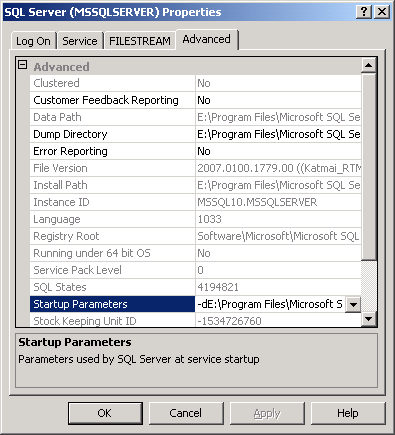 SQL Server (MSSQLSERVER) Properties
Log On Service FILESTREAM Advanced
Advanced
Clustered No
Customer Feedback Reporting No
Data Path E:\Program Files\Microsoft SQL Se
Dump Directory E:\Program Files\Microsoft SQL Se
Error Reporting No
File Version 2007.0100.1779.00 ((Katmai_RTM
Install Path E:\Program Files\Microsoft SQL Se
Instance ID MSSQL10.MSSQLSERVER
Language 1033
Registry Root Software\Microsoft\Microsoft SQL
Running under 64 bit OS No
Service Pack Level 0
SQL States 4194821
Startup Parameters -dE:\Program Files\Microsoft S
Stock Keeping Unit ID -1534726760
Startup Parameters
Parameters used by SQL Server at service startup
OK Cancel Apply Help